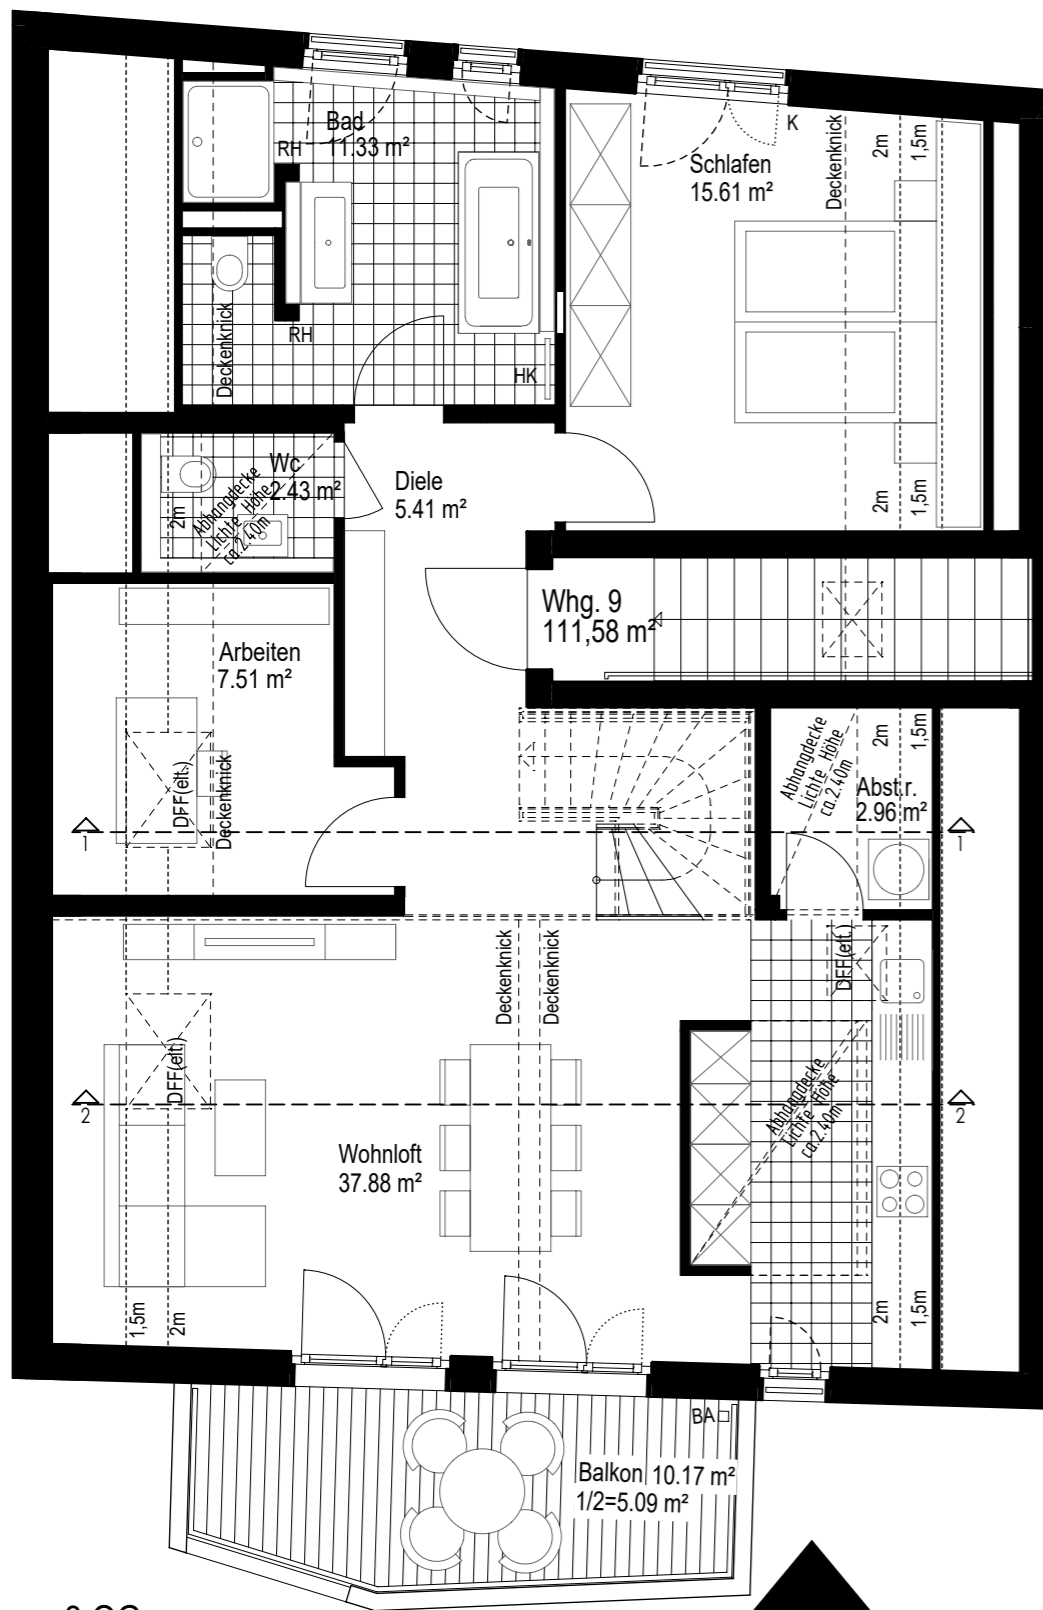 Bad
11.33 m²
RH
RH
HK
Deckenknick
Schlafen
15.61 m²
K
Deckenknick
2m
1,5m
2m
1,5m
Wc
2.43 m²
2m
Abhangdecke
Lichte Höhe
ca.2.40m
Diele
5.41 m²
Whg. 9
111,58 m²
Arbeiten
7.51 m²
DFF(elt.)
Deckenknick
Abhangdecke
Lichte Höhe
ca.2.40m
2m
1,5m
Abst.r.
2.96 m²
1
1
Deckenknick
Deckenknick
DFF(elt.)
DFF(elt.)
Abhangdecke
Lichte Höhe
ca.2.40m
2
2
Wohnloft
37.88 m²
1,5m
2m
2m
1,5m
BA
Balkon 10.17 m²
1/2=5.09 m²